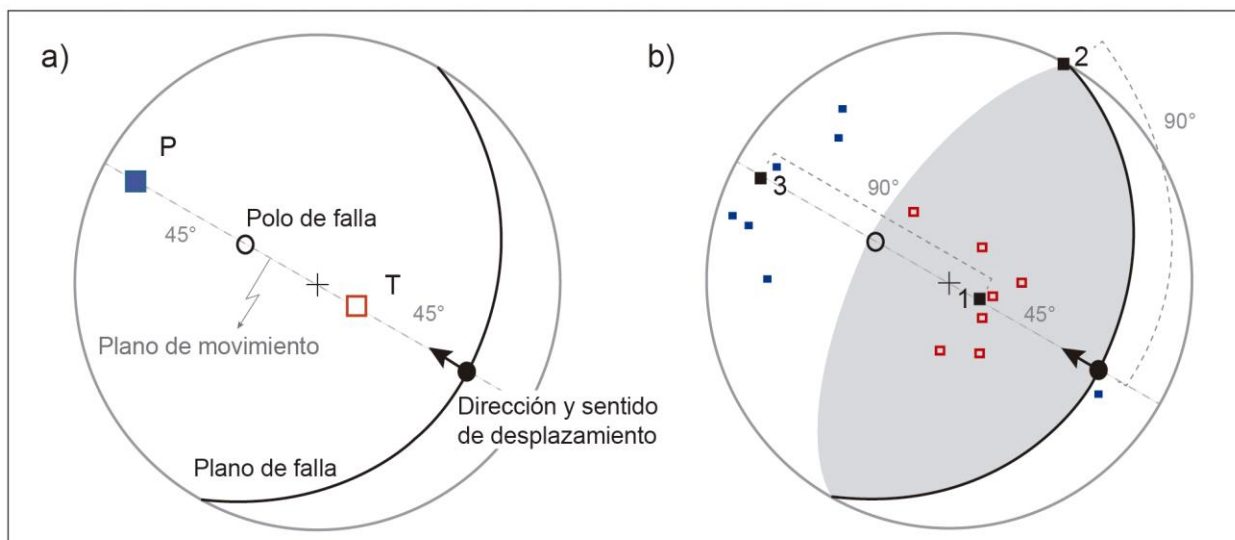 a)
P
45°
Polo de falla
T
45°
Plano de movimiento
Dirección y sentido
de desplazamiento
Plano de falla
b)
2
90°
3
90°
1
45°